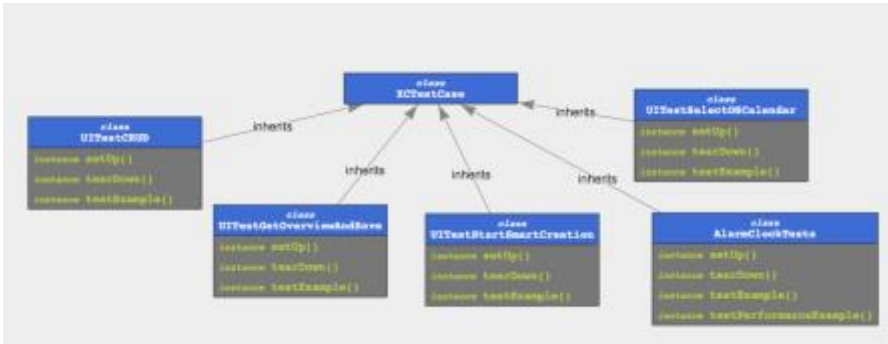 class
XCTestCase
class
UITestCRUD
instance setUp()
instance tearDown()
instance testExample()
inherits
class
UITestGetOverviewAndSave
instance setUp()
instance tearDown()
instance testExample()
inherits
class
UITestStartSmartCreation
instance setUp()
instance tearDown()
instance testExample()
inherits
class
AlarmClockTests
instance setUp()
instance tearDown()
instance testExample()
instance testPerformanceExample()
inherits
class
UITestSelectOSCalendar
instance setUp()
instance tearDown()
instance testExample()
inherits